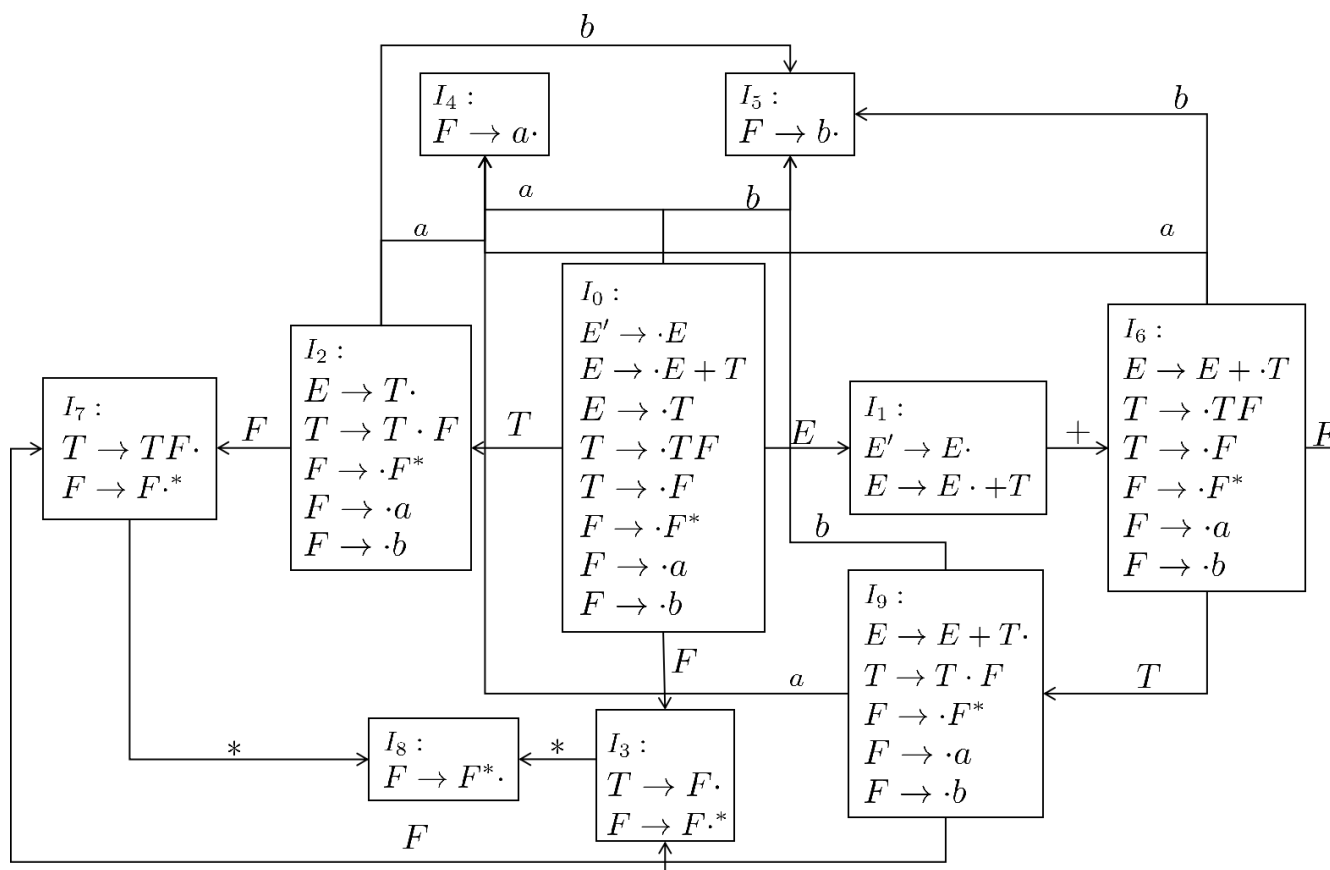 b
I₄ :
F → a·
I₅ :
F → b·
b
a
b
a
a
I₀ :
E′ → ·E
E → ·E + T
E → ·T
T → ·TF
T → ·F
F → ·F*
F → ·a
F → ·b
I₂ :
E → T·
T → T · F
F → ·F*
F → ·a
F → ·b
I₆ :
E → E + ·T
T → ·TF
T → ·F
F → ·F*
F → ·a
F → ·b
I₇ :
T → TF·
F → F·*
F
T
E
I₁ :
E′ → E·
E → E · +T
+
F
b
I₉ :
E → E + T·
T → T · F
F → ·F*
F → ·a
F → ·b
F
a
T
*
I₈ :
F → F*·
*
I₃ :
T → F·
F → F·*
F